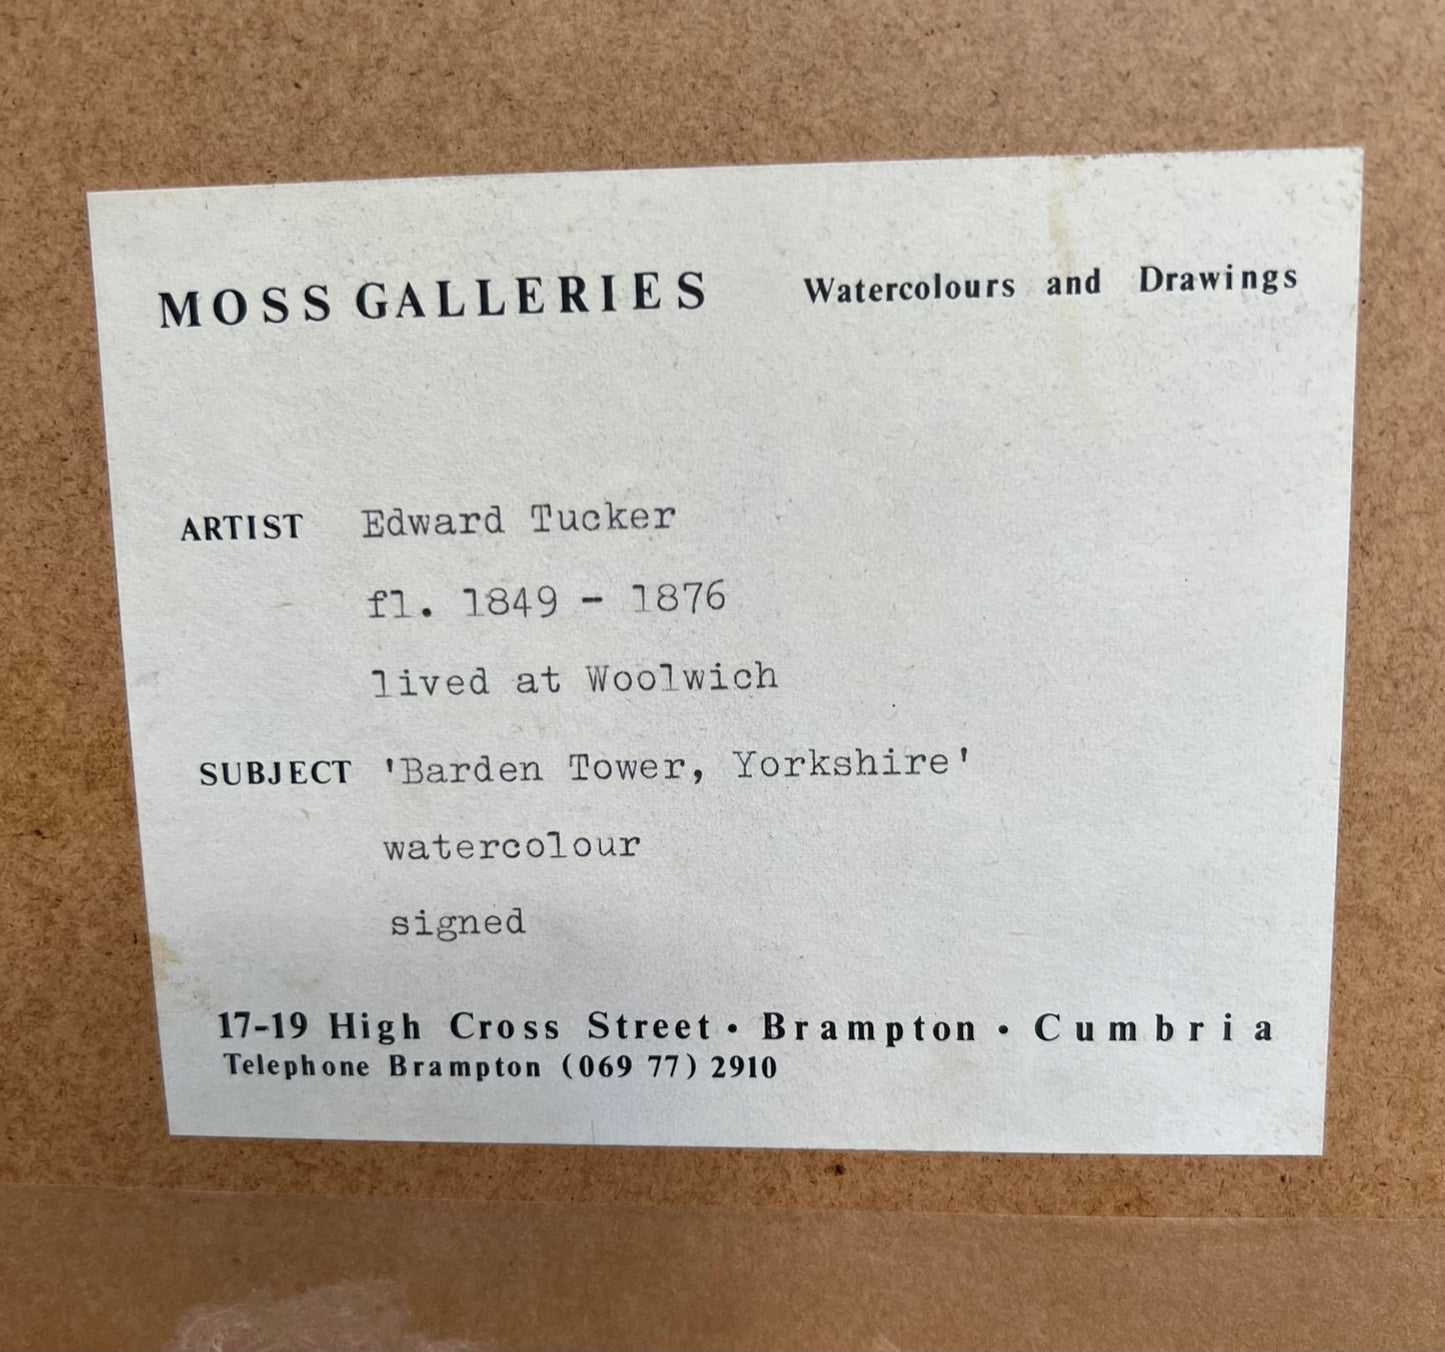 MOSS GALLERIES Watercolours and Drawings
ARTIST Edward Tucker
fl. 1849 - 1876
lived at Woolwich
SUBJECT 'Barden Tower, Yorkshire'
watercolour
signed
17-19 High Cross Street • Brampton • Cumbria
Telephone Brampton (069 77) 2910